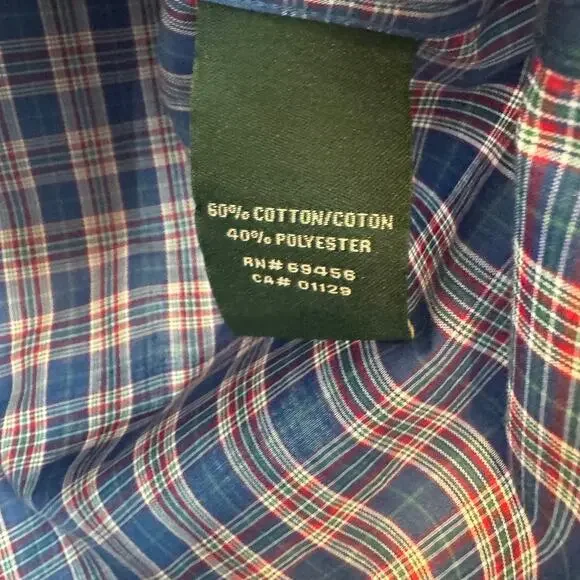 60% COTTON/COTON
40% POLYESTER
RN# 69456
CA# 01129